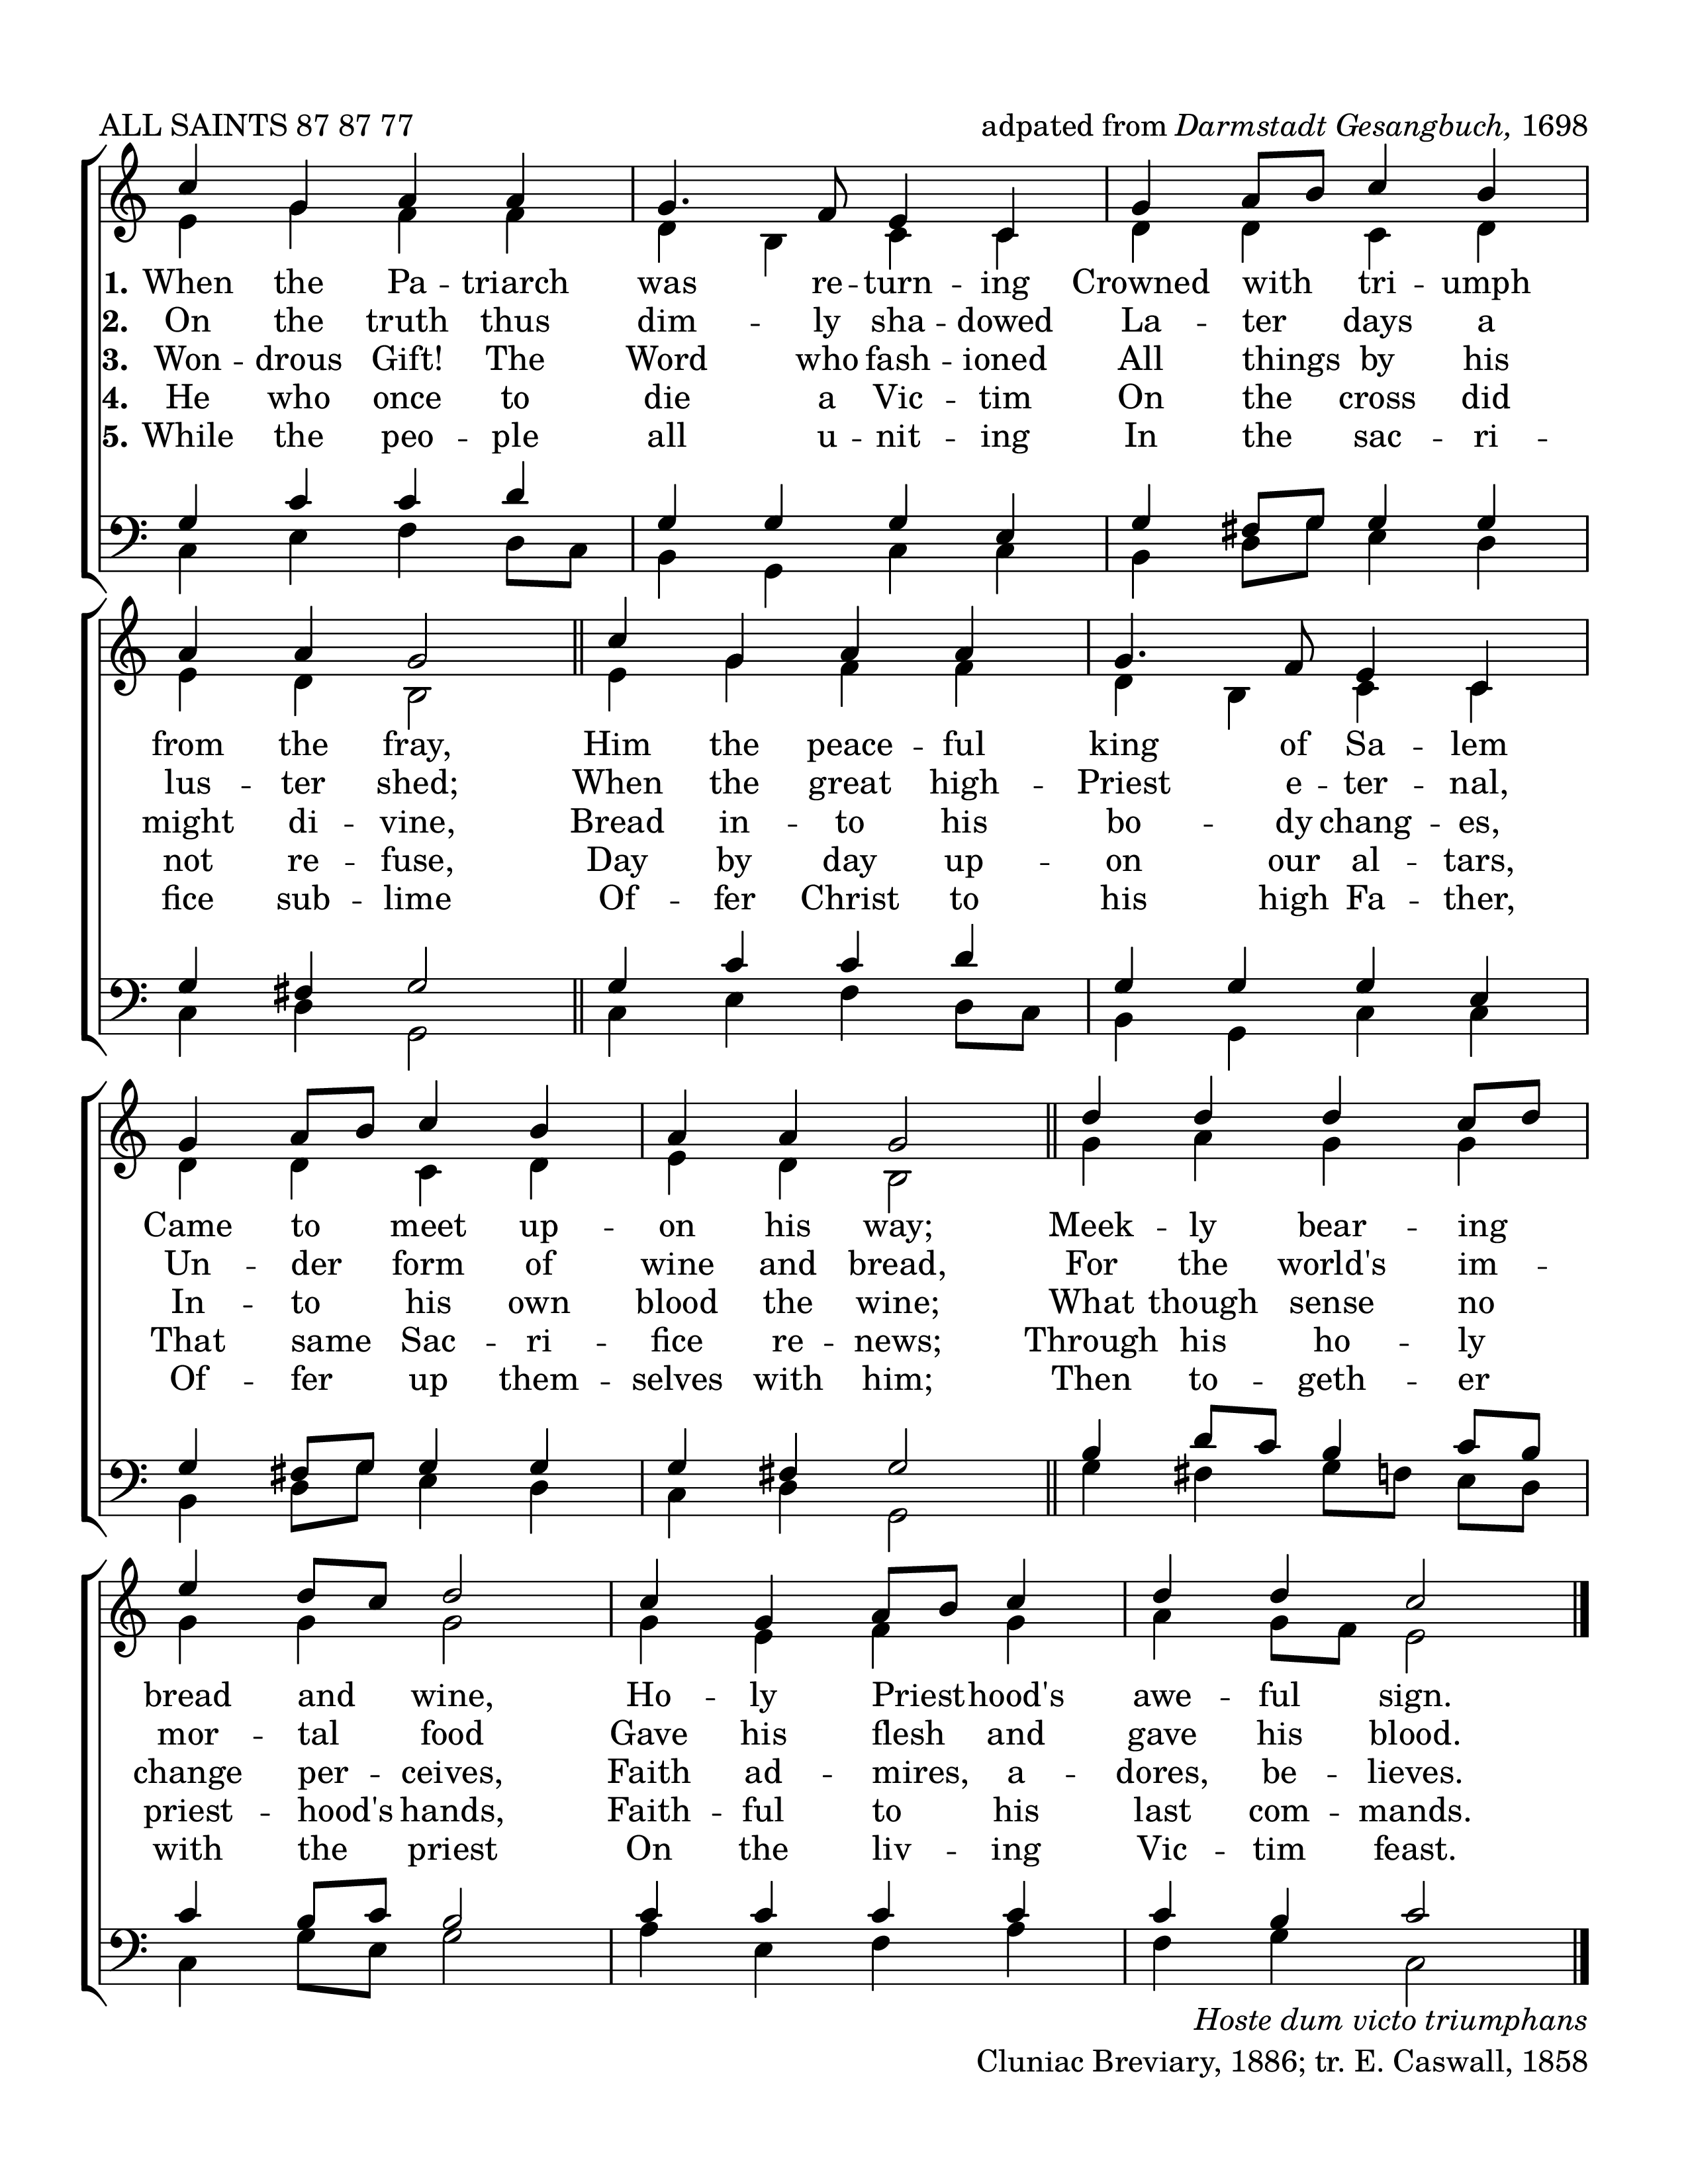 ALL SAINTS 87 87 77
adpated from Darmstadt Gesangbuch, 1698
1. When the Pa -- triarch was re -- turn -- ing Crowned with tri -- umph
2. On the truth thus dim -- ly sha -- dowed La -- ter days a
3. Won -- drous Gift! The Word who fash -- ioned All things by his
4. He who once to die a Vic -- tim On the cross did
5. While the peo -- ple all u -- nit -- ing In the sac -- ri --
from the fray, Him the peace -- ful king of Sa -- lem
lus -- ter shed; When the great high -- Priest e -- ter -- nal,
might di -- vine, Bread in -- to his bo -- dy chang -- es,
not re -- fuse, Day by day up -- on our al -- tars,
fice sub -- lime Of -- fer Christ to his high Fa -- ther,
Came to meet up -- on his way; Meek -- ly bear -- ing
Un -- der form of wine and bread, For the world's im --
In -- to his own blood the wine; What though sense no
That same Sac -- ri -- fice re -- news; Through his ho -- ly
Of -- fer up them -- selves with him; Then to -- geth -- er
bread and wine, Ho -- ly Priesthood's awe -- ful sign.
mor -- tal food Gave his flesh and gave his blood.
change per -- ceives, Faith ad -- mires, a -- dores, be -- lieves.
priest -- hood's hands, Faith -- ful to his last com -- mands.
with the priest On the liv -- ing Vic -- tim feast.
Hoste dum victo triumphans
Cluniac Breviary, 1886; tr. E. Caswall, 1858